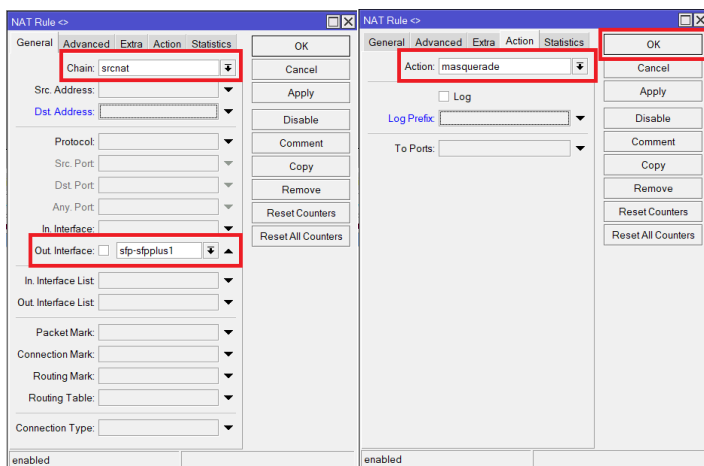 NAT Rule <>
General Advanced Extra Action Statistics
Chain: srcnat
Src. Address:
Dst. Address:
Protocol:
Src. Port:
Dst. Port:
Any. Port:
In. Interface:
Out. Interface: sfp-sfpplus1
In. Interface List:
Out. Interface List:
Packet Mark:
Connection Mark:
Routing Mark:
Routing Table:
Connection Type:
OK
Cancel
Apply
Disable
Comment
Copy
Remove
Reset Counters
Reset All Counters
enabled
NAT Rule <>
General Advanced Extra Action Statistics
Action: masquerade
Log
Log Prefix:
To Ports:
OK
Cancel
Apply
Disable
Comment
Copy
Remove
Reset Counters
Reset All Counters
enabled